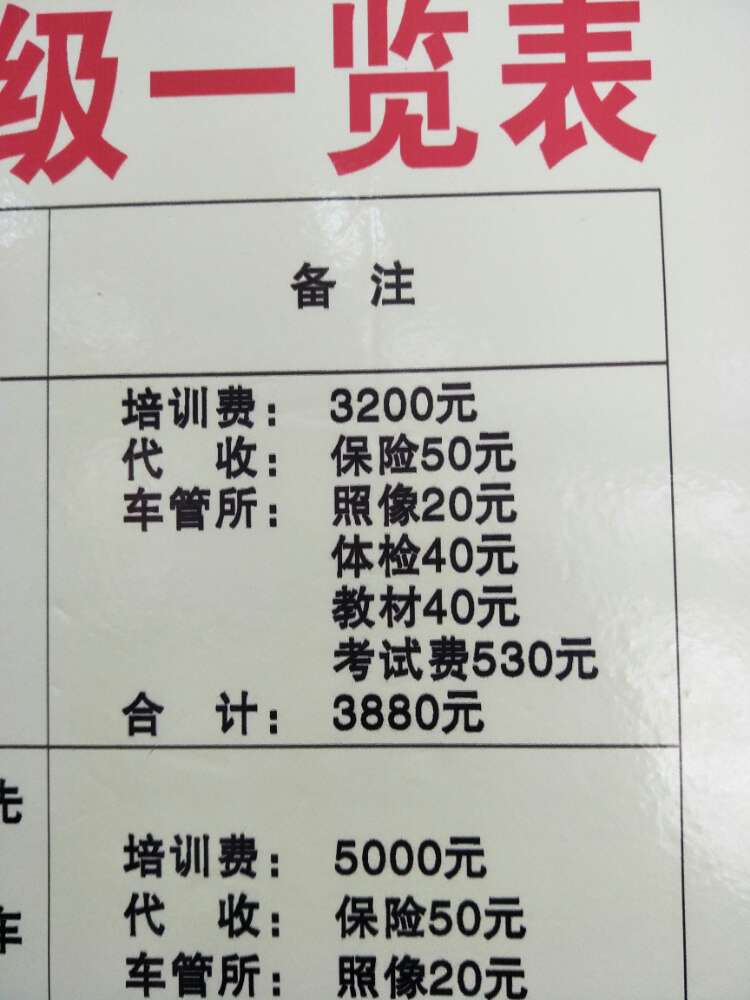 级一览表
备 注
培训费： 3200元
代 收： 保险50元
车管所： 照像20元
体检40元
教材40元
考试费530元
合 计： 3880元
先
培训费： 5000元
代 收： 保险50元
车
车管所： 照像20元